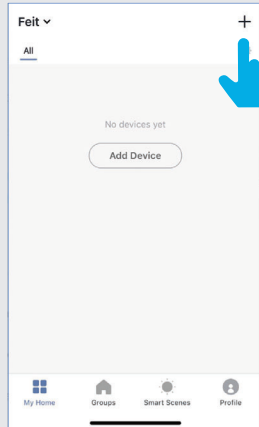 Feit
All
No devices yet
Add Device
My Home Groups Smart Scenes Profile